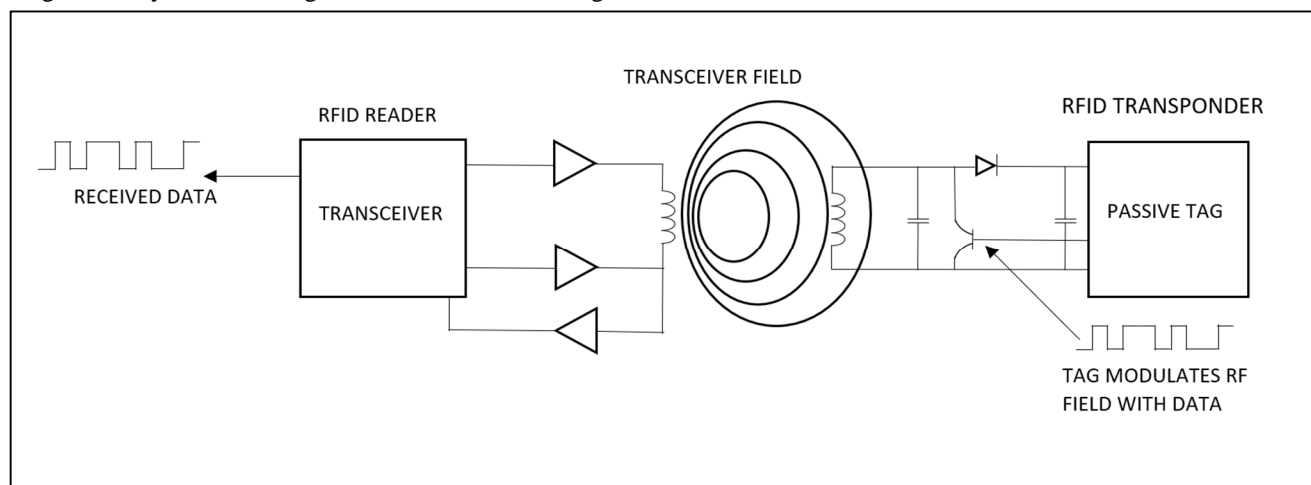 TRANSCEIVER FIELD
RFID READER
RFID TRANSPONDER
RECEIVED DATA
TRANSCEIVER
PASSIVE TAG
TAG MODULATES RF
FIELD WITH DATA